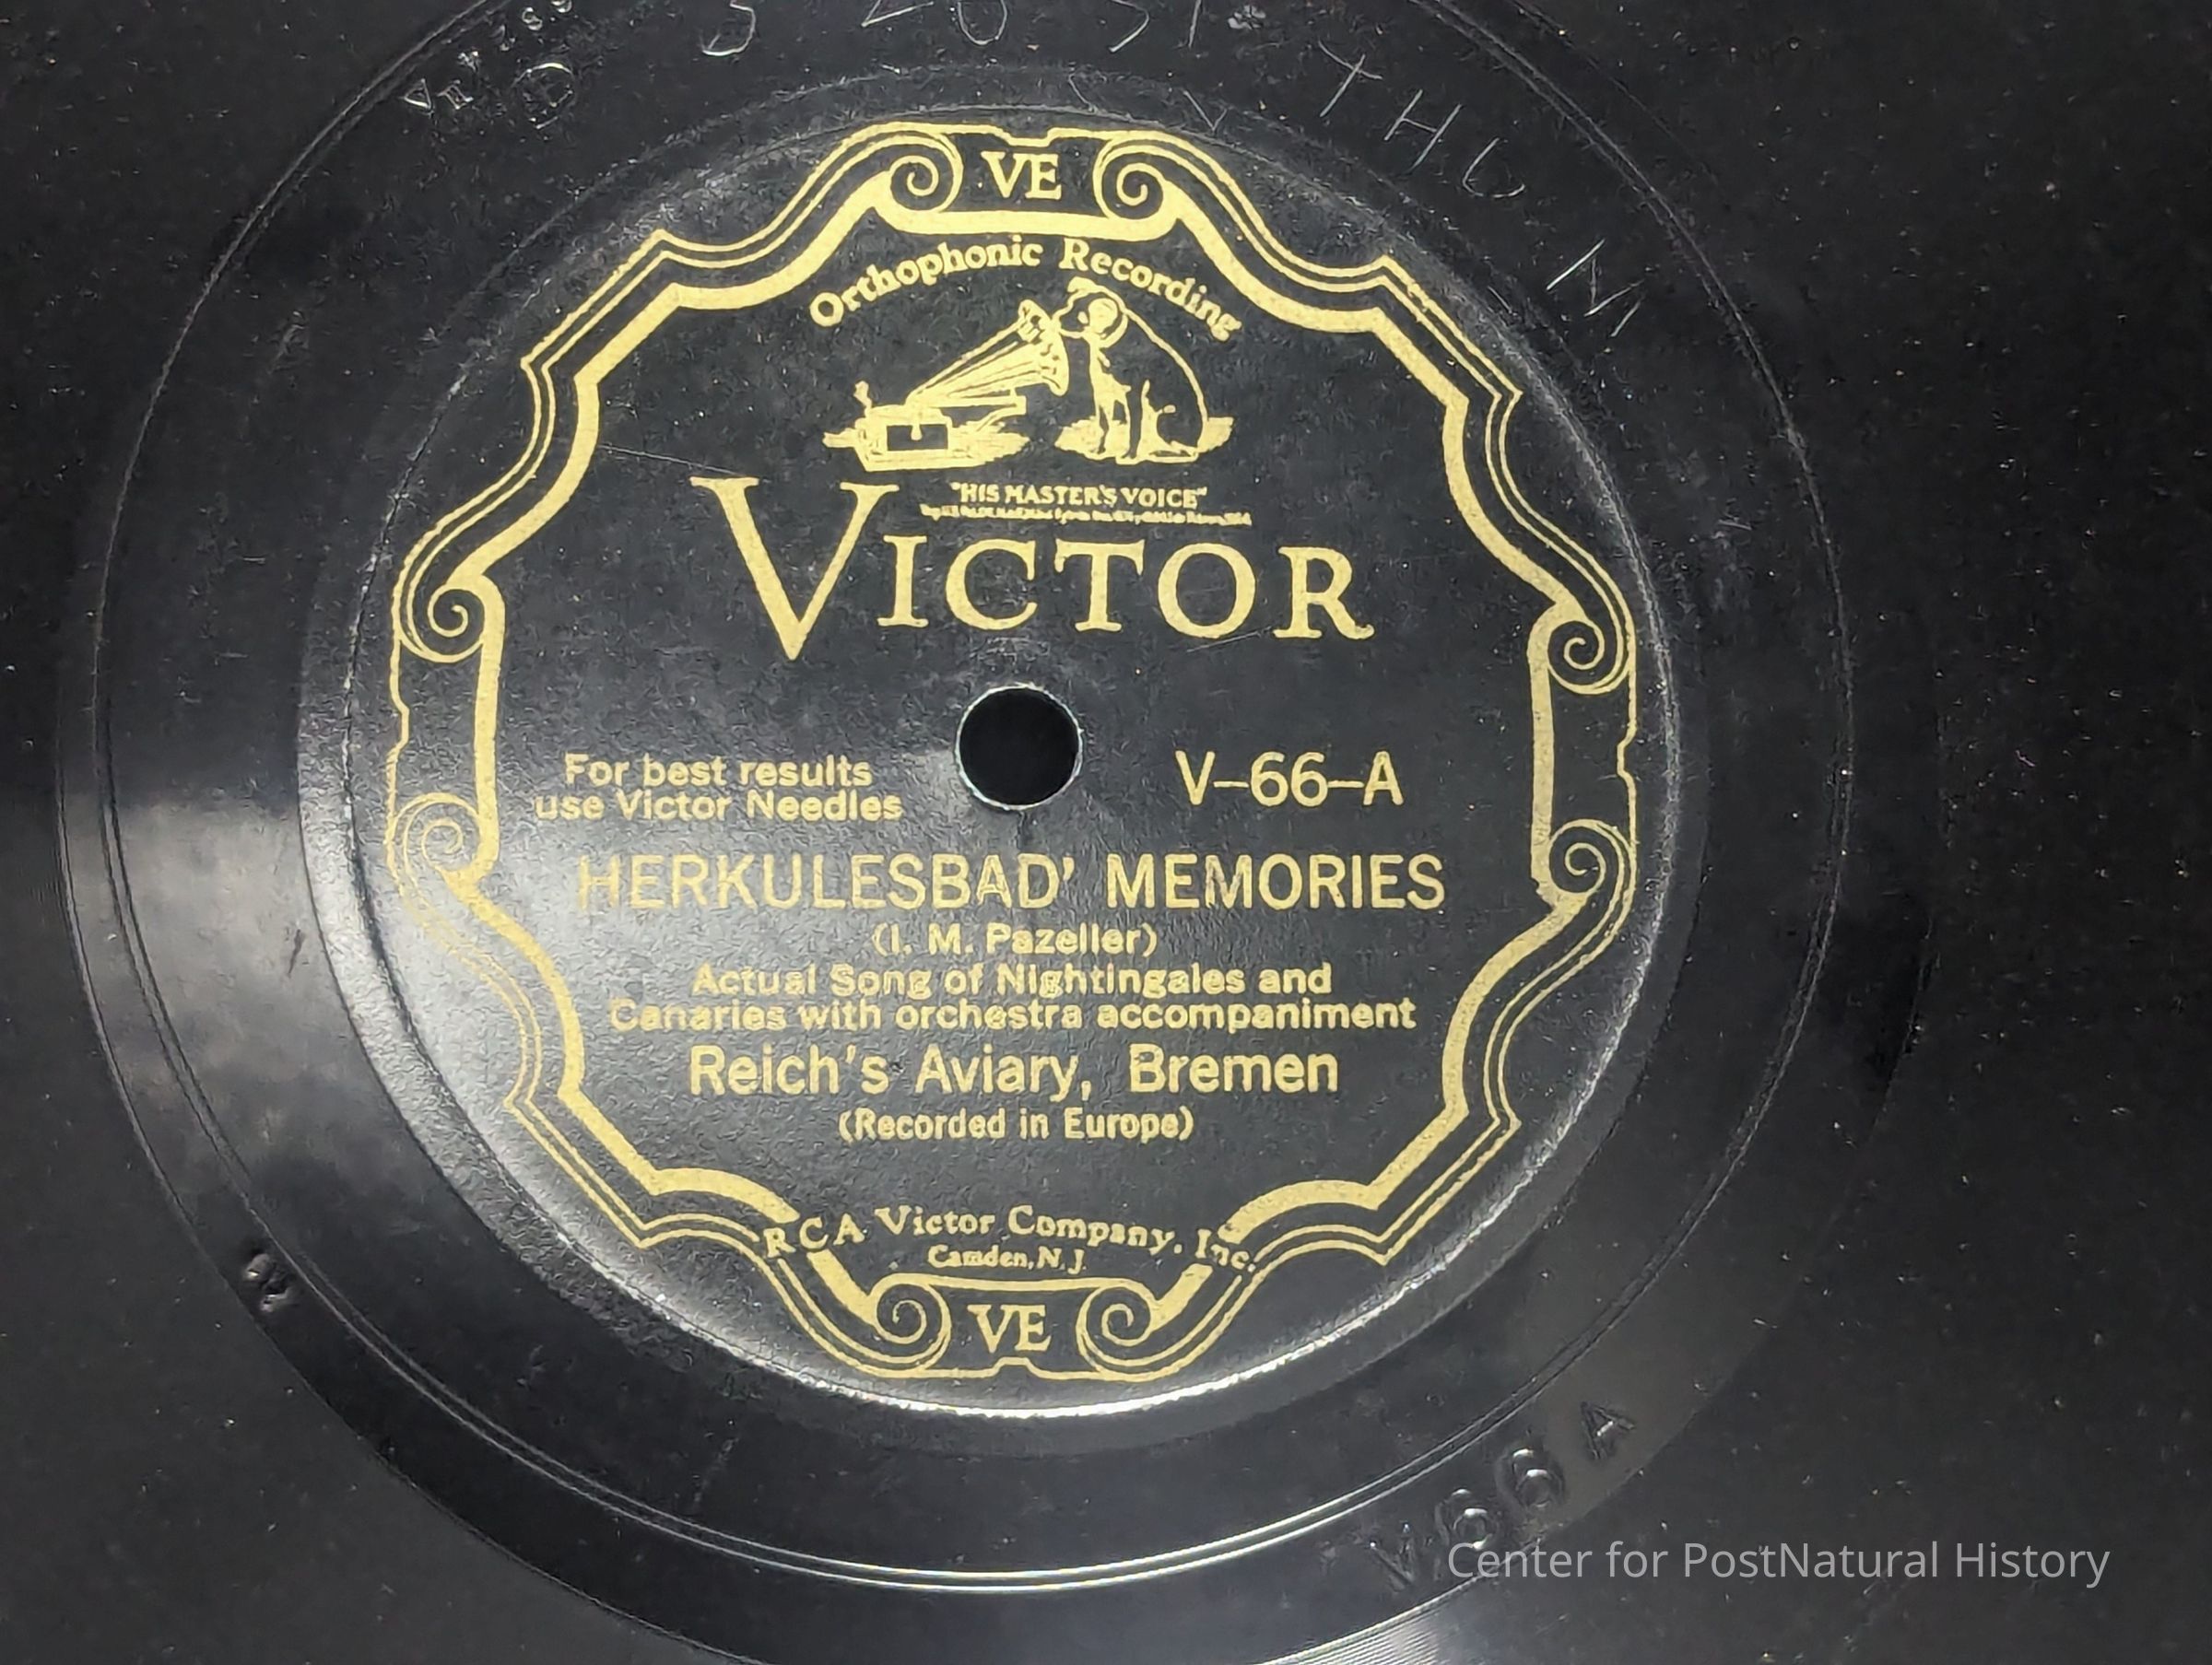 VE
Orthophonic Recording
"HIS MASTER'S VOICE"
VICTOR
For best results
use Victor Needles
V-66-A
HERKULESBAD' MEMORIES
(I. M. Pazeller)
Actual Song of Nightingales and
Canaries with orchestra accompaniment
Reich's Aviary, Bremen
(Recorded in Europe)
RCA Victor Company, Inc.
Camden, N. J.
VE
V66A
Center for PostNatural History